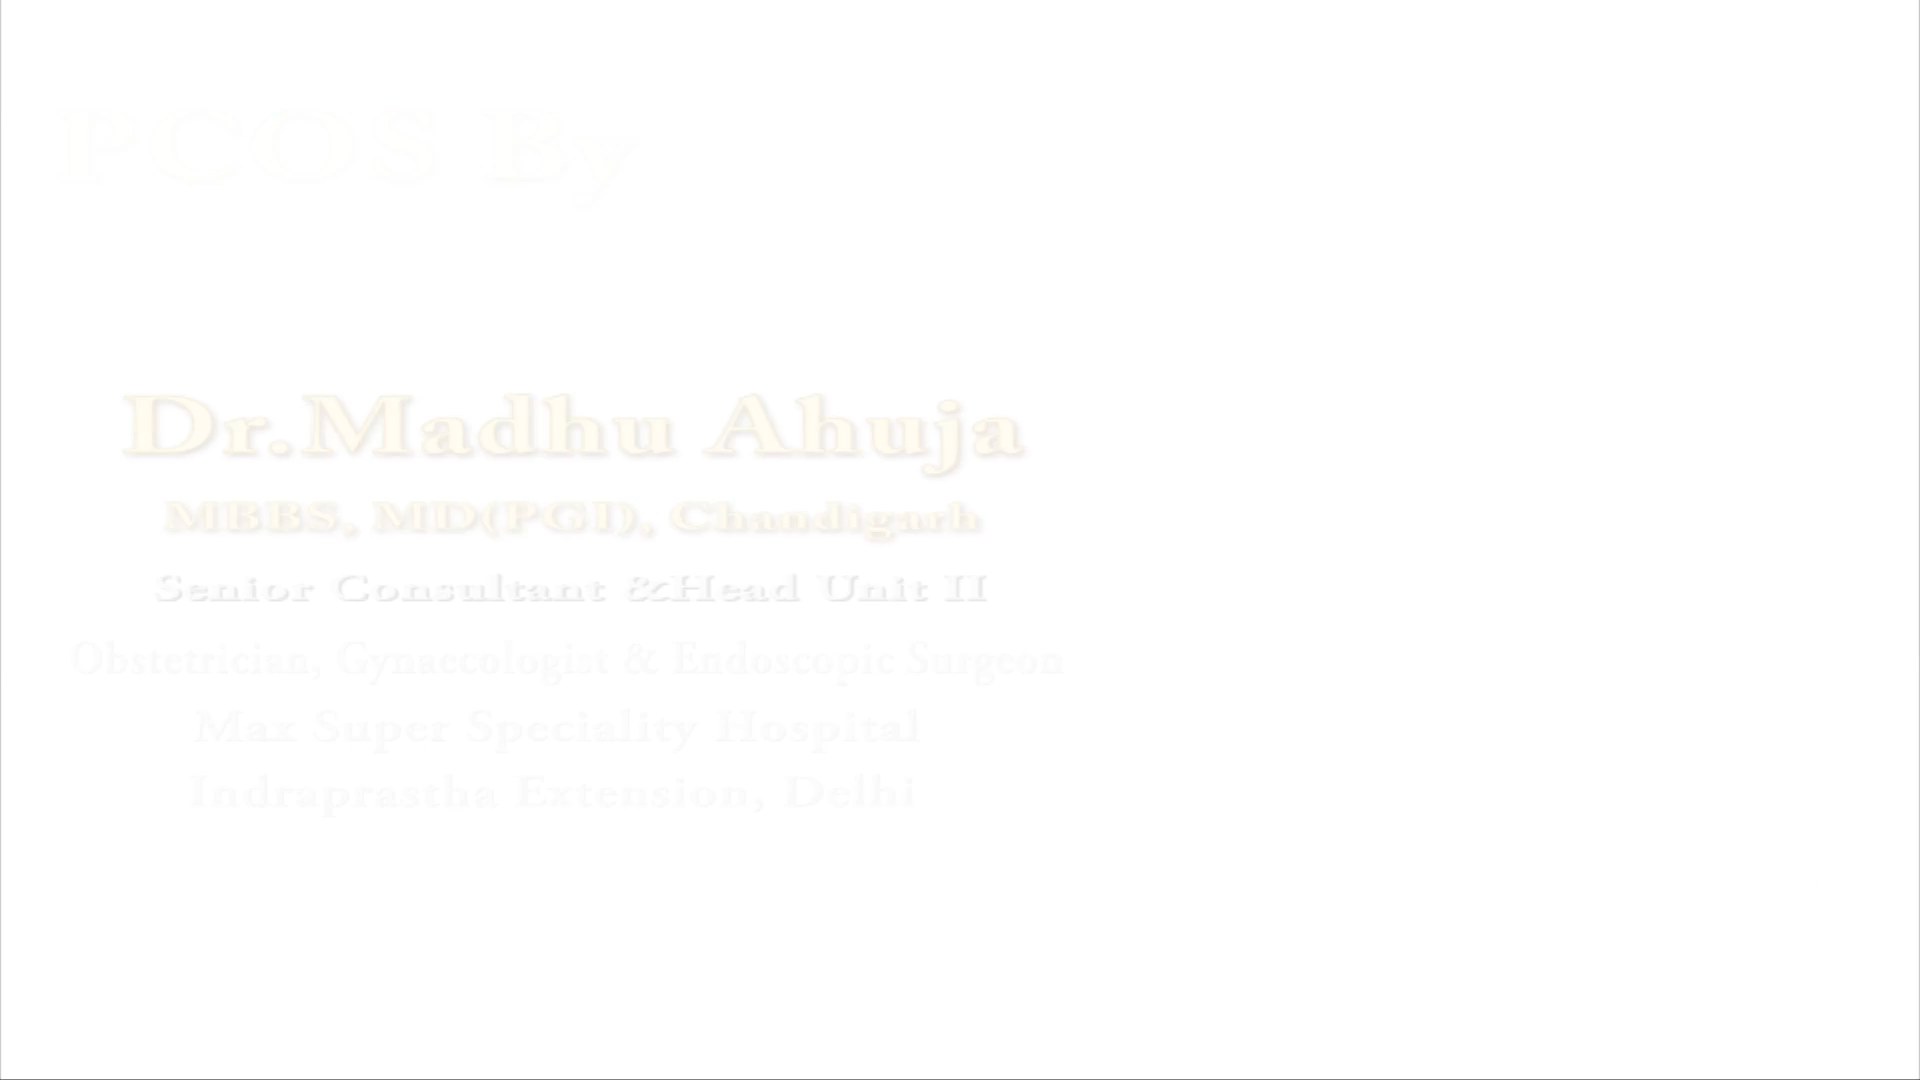 PCOS By
Dr.Madhu Ahuja
MBBS, MD(PGI), Chandigarh
Senior Consultant &Head Unit II
Obstetrician, Gynaecologist & Endoscopic Surgeon
Max Super Speciality Hospital
Indraprastha Extension, Delhi